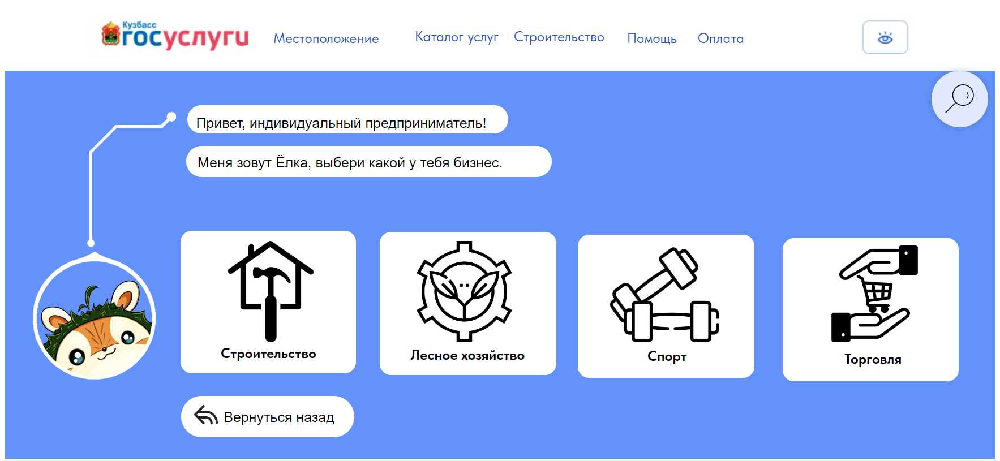 Кузбасс
госуслуги
Местоположение
Каталог услуг
Строительство
Помощь
Оплата
Привет, индивидуальный предприниматель!
Меня зовут Ёлка, выбери какой у тебя бизнес.
Строительство
Лесное хозяйство
Спорт
Торговля
Вернуться назад